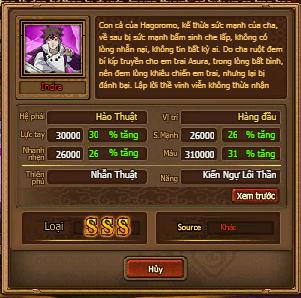 Con cả của Hagoromo, kế thừa sức mạnh của cha,
về sau bị sức mạnh bẩm sinh che lấp, không có
lòng nhẫn nại, không tin bất kỳ ai. Do cha ruột đem
bí kíp truyền cho em trai Asura, trong lòng bất bình,
nên đem lòng khiêu chiến em trai, nhưng lại bị
đánh bại. Lập lời thề vĩnh viễn không thừa nhận
Indra
Hệ phái Hào Thuật Vị trí Hàng đầu
Lực tay 30000 30 % tăng S.Mạnh 26000 26 % tăng
Nhanh nhẹn 26000 26 % tăng Máu 310000 31 % tăng
Thiên phú Nhẫn Thuật Năng Kiến Ngự Lôi Thần
Xem trước
Loại SSS Source Khác
Hủy